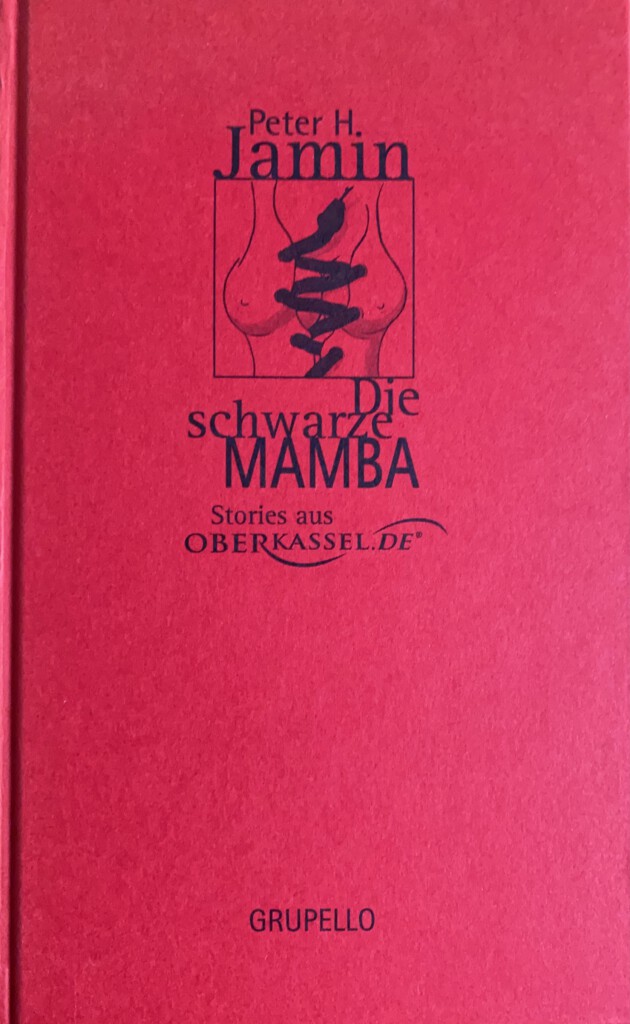 Peter H.
Jamin
Die
schwarze
MAMBA
Stories aus
OBERKASSEL.DE®
GRUPELLO